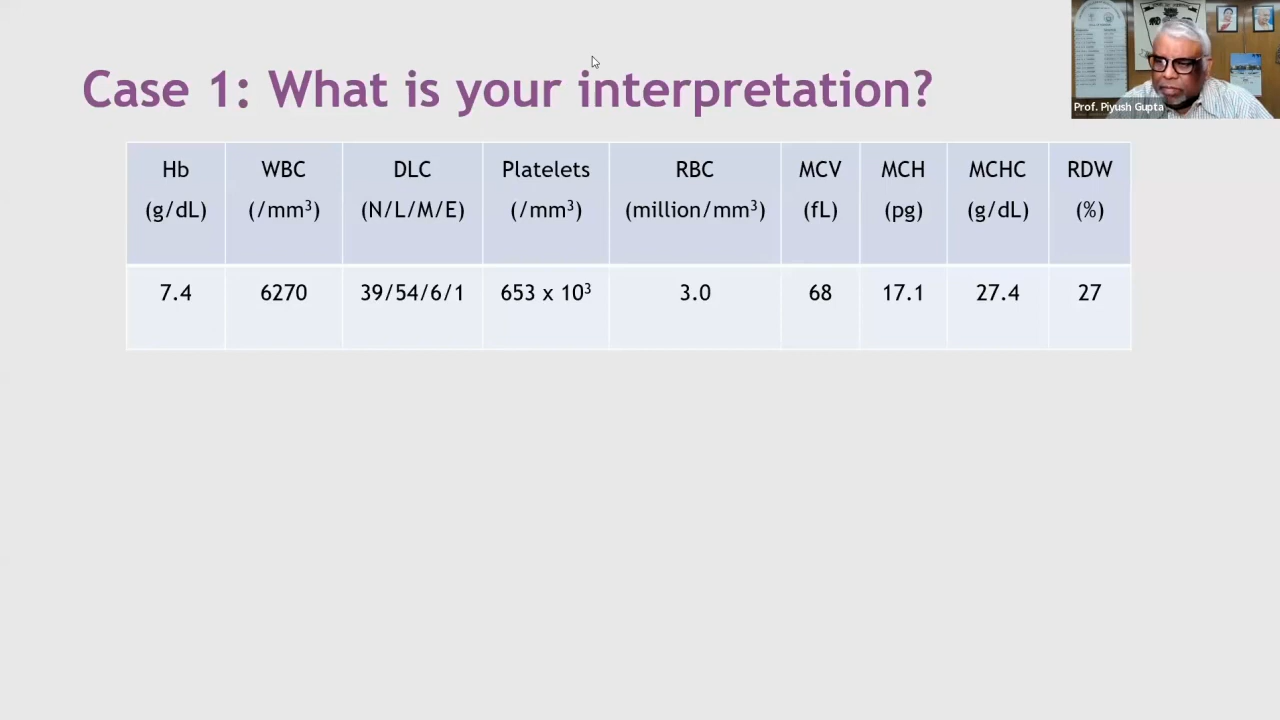 Case 1: What is your interpretation?
Prof. Piyush Gupta
Hb WBC DLC Platelets RBC MCV MCH MCHC RDW
(g/dL) (/mm³) (N/L/M/E) (/mm³) (million/mm³) (fL) (pg) (g/dL) (%)
7.4 6270 39/54/6/1 653 x 10³ 3.0 68 17.1 27.4 27